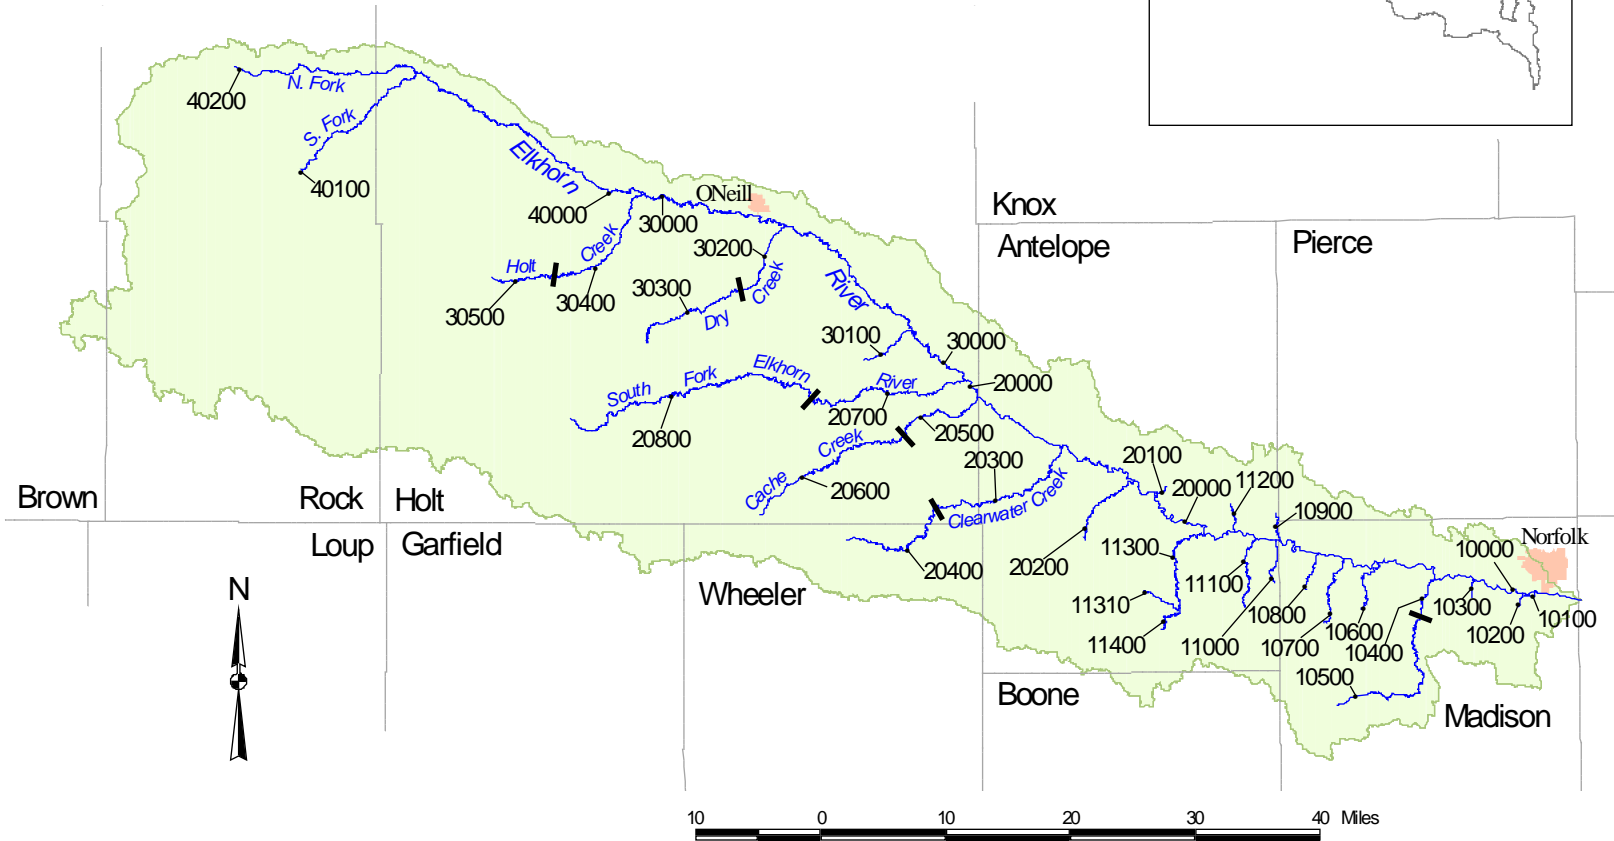 40200
N. Fork
S. Fork
40100
Elkhorn
40000
30000
ONeill
Knox
Antelope
Pierce
Holt
Creek
30500
30400
30200
30300
Dry
Creek
River
30100
30000
20000
South
Fork
Elkhorn
River
20800
20700
20500
Cache
Creek
20600
20300
Clearwater Creek
20400
20100
20000
11200
10900
20200
11300
11100
11310
11400
11000
10800
10700
10600
10400
10500
10300
10000
10200
10100
Norfolk
Brown
Rock
Holt
Loup
Garfield
Wheeler
Boone
Madison
N
10
0
10
20
30
40
Miles